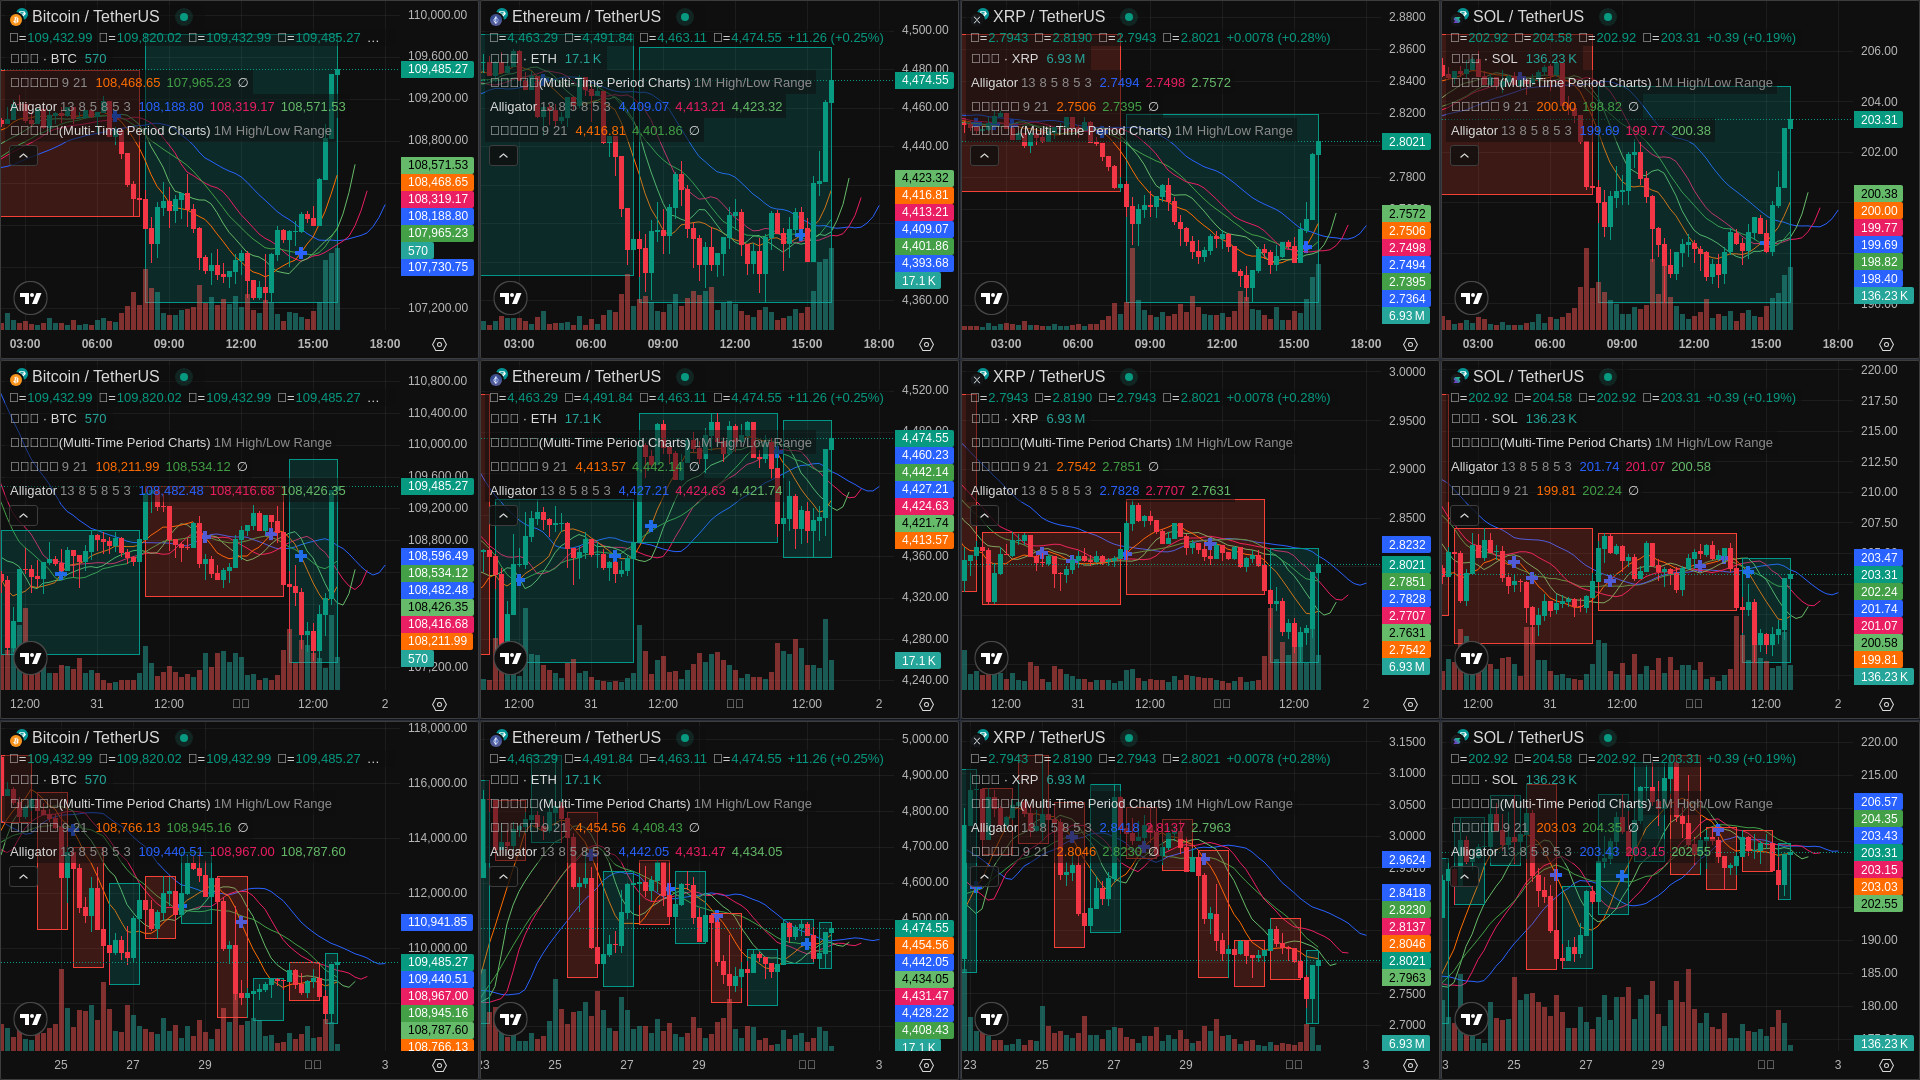 Bitcoin / TetherUS
□=109,432.99 □=109,820.02 □=109,432.99 □=109,485.27 ...
□□□ · BTC 570
□□□□□ 9 21 108,468.65 107,965.23 ∅
Alligator 13 8 5 8 5 3 108,188.80 108,319.17 108,571.53
□□□□□(Multi-Time Period Charts) 1M High/Low Range
110,000.00
109,600.00
109,485.27
109,200.00
108,800.00
108,571.53
108,468.65
108,319.17
108,188.80
107,965.23
570
107,730.75
107,200.00
03:00 06:00 09:00 12:00 15:00 18:00
Ethereum / TetherUS
□=4,463.29 □=4,491.84 □=4,463.11 □=4,474.55 +11.26 (+0.25%)
□□□ · ETH 17.1 K
□□□□□(Multi-Time Period Charts) 1M High/Low Range
Alligator 13 8 5 8 5 3 4,409.07 4,413.21 4,423.32
□□□□□ 9 21 4,416.81 4,401.86 ∅
4,500.00
4,474.55
4,460.00
4,440.00
4,423.32
4,416.81
4,413.21
4,409.07
4,401.86
4,393.68
17.1 K
4,360.00
03:00 06:00 09:00 12:00 15:00 18:00
XRP / TetherUS
□=2.7943 □=2.8190 □=2.7943 □=2.8021 +0.0078 (+0.28%)
□□□ · XRP 6.93 M
Alligator 13 8 5 8 5 3 2.7494 2.7498 2.7572
□□□□□ 9 21 2.7506 2.7395 ∅
□□□□□(Multi-Time Period Charts) 1M High/Low Range
2.8800
2.8600
2.8400
2.8200
2.8021
2.7800
2.7572
2.7506
2.7498
2.7494
2.7395
2.7364
6.93 M
03:00 06:00 09:00 12:00 15:00 18:00
SOL / TetherUS
□=202.92 □=204.58 □=202.92 □=203.31 +0.39 (+0.19%)
□□□ · SOL 136.23 K
□□□□□(Multi-Time Period Charts) 1M High/Low Range
□□□□□ 9 21 200.00 198.82 ∅
Alligator 13 8 5 8 5 3 199.69 199.77 200.38
206.00
204.00
203.31
202.00
200.38
200.00
199.77
199.69
198.82
198.40
136.23 K
03:00 06:00 09:00 12:00 15:00 18:00
Bitcoin / TetherUS
□=109,432.99 □=109,820.02 □=109,432.99 □=109,485.27 ...
□□□ · BTC 570
□□□□□(Multi-Time Period Charts) 1M High/Low Range
□□□□□ 9 21 108,211.99 108,534.12 ∅
Alligator 13 8 5 8 5 3 108,482.48 108,416.68 108,426.35
110,800.00
110,400.00
110,000.00
109,600.00
109,485.27
109,200.00
108,800.00
108,596.49
108,534.12
108,482.48
108,426.35
108,416.68
108,211.99
570
107,200.00
12:00 31 12:00 □□ 12:00 2
Ethereum / TetherUS
□=4,463.29 □=4,491.84 □=4,463.11 □=4,474.55 +11.26 (+0.25%)
□□□ · ETH 17.1 K
□□□□□(Multi-Time Period Charts) 1M High/Low Range
□□□□□ 9 21 4,413.57 4,442.14 ∅
Alligator 13 8 5 8 5 3 4,427.21 4,424.63 4,421.74
4,520.00
4,480.00
4,474.55
4,460.23
4,442.14
4,427.21
4,424.63
4,421.74
4,413.57
4,360.00
4,320.00
4,280.00
17.1 K
4,240.00
12:00 31 12:00 □□ 12:00 2
XRP / TetherUS
□=2.7943 □=2.8190 □=2.7943 □=2.8021 +0.0078 (+0.28%)
□□□ · XRP 6.93 M
□□□□□(Multi-Time Period Charts) 1M High/Low Range
□□□□□ 9 21 2.7542 2.7851 ∅
Alligator 13 8 5 8 5 3 2.7828 2.7707 2.7631
3.0000
2.9500
2.9000
2.8500
2.8232
2.8021
2.7851
2.7828
2.7707
2.7631
2.7542
6.93 M
12:00 31 12:00 □□ 12:00 2
SOL / TetherUS
□=202.92 □=204.58 □=202.92 □=203.31 +0.39 (+0.19%)
□□□ · SOL 136.23 K
□□□□□(Multi-Time Period Charts) 1M High/Low Range
Alligator 13 8 5 8 5 3 201.74 201.07 200.58
□□□□□ 9 21 199.81 202.24 ∅
220.00
217.50
215.00
212.50
210.00
207.50
203.47
203.31
202.24
201.74
201.07
200.58
199.81
136.23 K
12:00 31 12:00 □□ 12:00 2
Bitcoin / TetherUS
□=109,432.99 □=109,820.02 □=109,432.99 □=109,485.27 ...
□□□ · BTC 570
□□□□□(Multi-Time Period Charts) 1M High/Low Range
□□□□□ 9 21 108,766.13 108,945.16 ∅
Alligator 13 8 5 8 5 3 109,440.51 108,967.00 108,787.60
118,000.00
116,000.00
114,000.00
112,000.00
110,941.85
110,000.00
109,485.27
109,440.51
108,967.00
108,945.16
108,787.60
108,766.13
25 27 29 □□ 3
Ethereum / TetherUS
□=4,463.29 □=4,491.84 □=4,463.11 □=4,474.55 +11.26 (+0.25%)
□□□ · ETH 17.1 K
□□□□□(Multi-Time Period Charts) 1M High/Low Range
□□□□□ 9 21 4,454.56 4,408.43 ∅
Alligator 13 8 5 8 5 3 4,442.05 4,431.47 4,434.05
5,000.00
4,900.00
4,800.00
4,700.00
4,600.00
4,500.00
4,474.55
4,454.56
4,442.05
4,434.05
4,431.47
4,428.22
4,408.43
17.1 K
23 25 27 29 □□ 3
XRP / TetherUS
□=2.7943 □=2.8190 □=2.7943 □=2.8021 +0.0078 (+0.28%)
□□□ · XRP 6.93 M
□□□□□(Multi-Time Period Charts) 1M High/Low Range
Alligator 13 8 5 8 5 3 2.8418 2.8137 2.7963
□□□□□ 9 21 2.8046 2.8230 ∅
3.1500
3.1000
3.0500
3.0000
2.9624
2.8418
2.8230
2.8137
2.8046
2.8021
2.7963
2.7500
2.7000
6.93 M
23 25 27 29 □□ 3
SOL / TetherUS
□=202.92 □=204.58 □=202.92 □=203.31 +0.39 (+0.19%)
□□□ · SOL 136.23 K
□□□□□(Multi-Time Period Charts) 1M High/Low Range
□□□□□ 9 21 203.03 204.35 ∅
Alligator 13 8 5 8 5 3 203.43 203.15 202.55
220.00
215.00
206.57
204.35
203.43
203.31
203.15
203.03
202.55
190.00
185.00
180.00
136.23 K
3 25 27 29 □□ 3